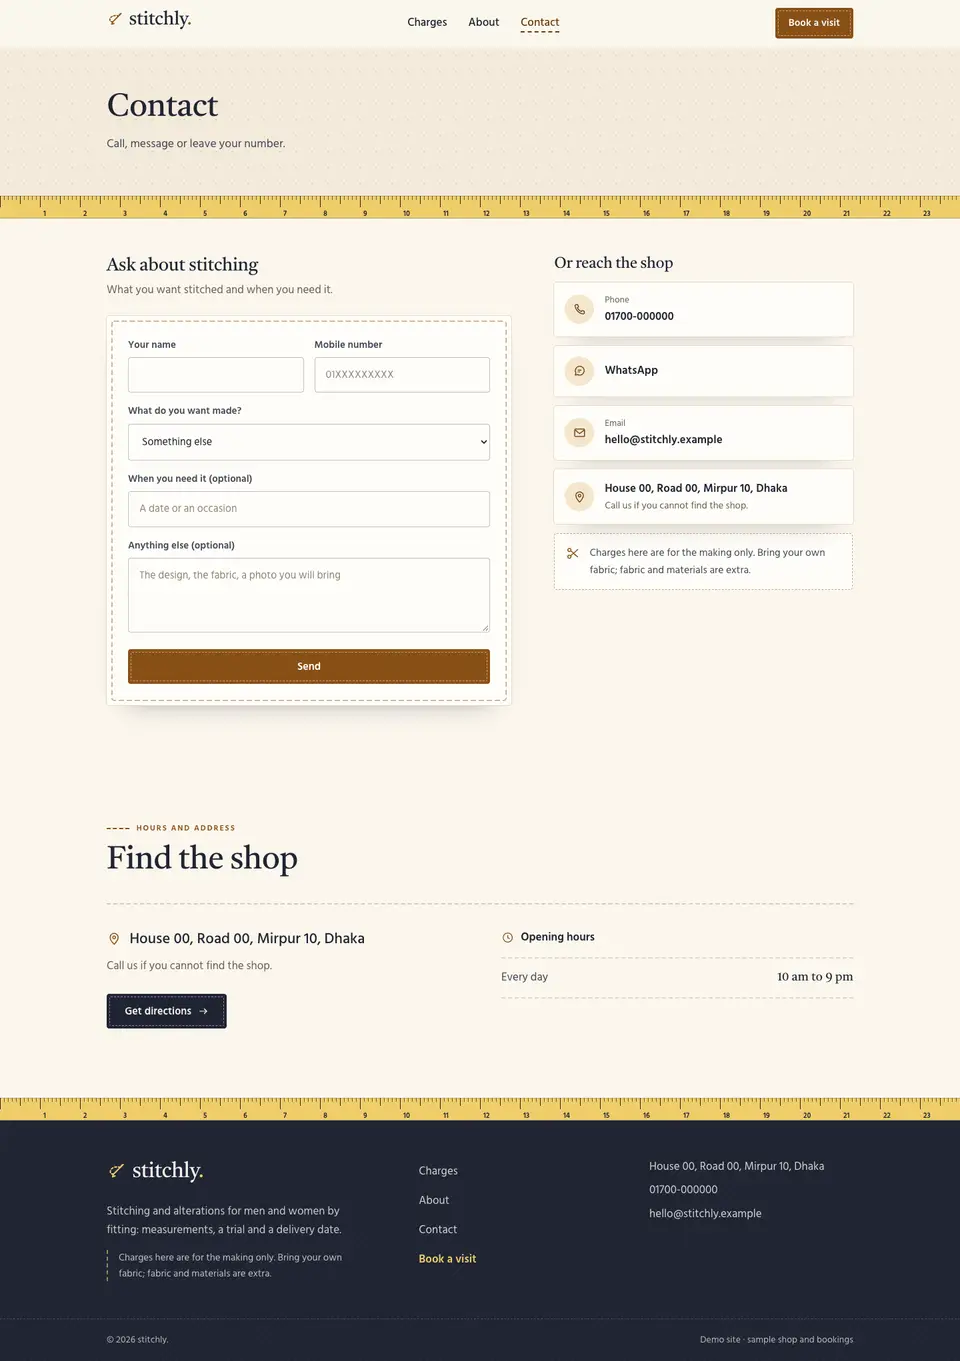 stitchly.
Charges
About
Contact
Book a visit
Contact
Call, message or leave your number.
1 2 3 4 5 6 7 8 9 10 11 12 13 14 15 16 17 18 19 20 21 22 23
Ask about stitching
What you want stitched and when you need it.
Your name
Mobile number
01XXXXXXXXX
What do you want made?
Something else
When you need it (optional)
A date or an occasion
Anything else (optional)
The design, the fabric, a photo you will bring
Send
Or reach the shop
Phone
01700-000000
WhatsApp
Email
hello@stitchly.example
House 00, Road 00, Mirpur 10, Dhaka
Call us if you cannot find the shop.
Charges here are for the making only. Bring your own
fabric; fabric and materials are extra.
HOURS AND ADDRESS
Find the shop
House 00, Road 00, Mirpur 10, Dhaka
Call us if you cannot find the shop.
Get directions →
Opening hours
Every day
10 am to 9 pm
1 2 3 4 5 6 7 8 9 10 11 12 13 14 15 16 17 18 19 20 21 22 23
stitchly.
Stitching and alterations for men and women by
fitting: measurements, a trial and a delivery date.
Charges here are for the making only. Bring your own
fabric; fabric and materials are extra.
Charges
About
Contact
Book a visit
House 00, Road 00, Mirpur 10, Dhaka
01700-000000
hello@stitchly.example
© 2026 stitchly.
Demo site · sample shop and bookings